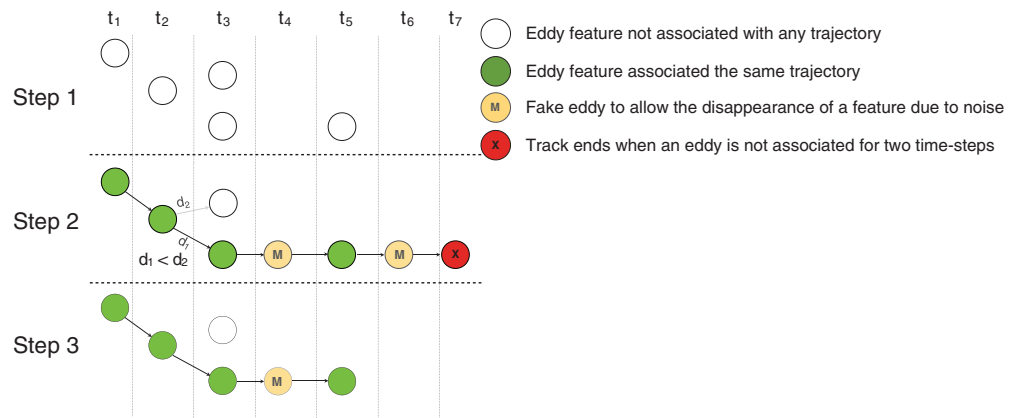 t1 t2 t3 t4 t5 t6 t7
Eddy feature not associated with any trajectory
Eddy feature associated the same trajectory
M Fake eddy to allow the disappearance of a feature due to noise
X Track ends when an eddy is not associated for two time-steps
Step 1
Step 2
d2
d1
d1 < d2
M M X
Step 3
M